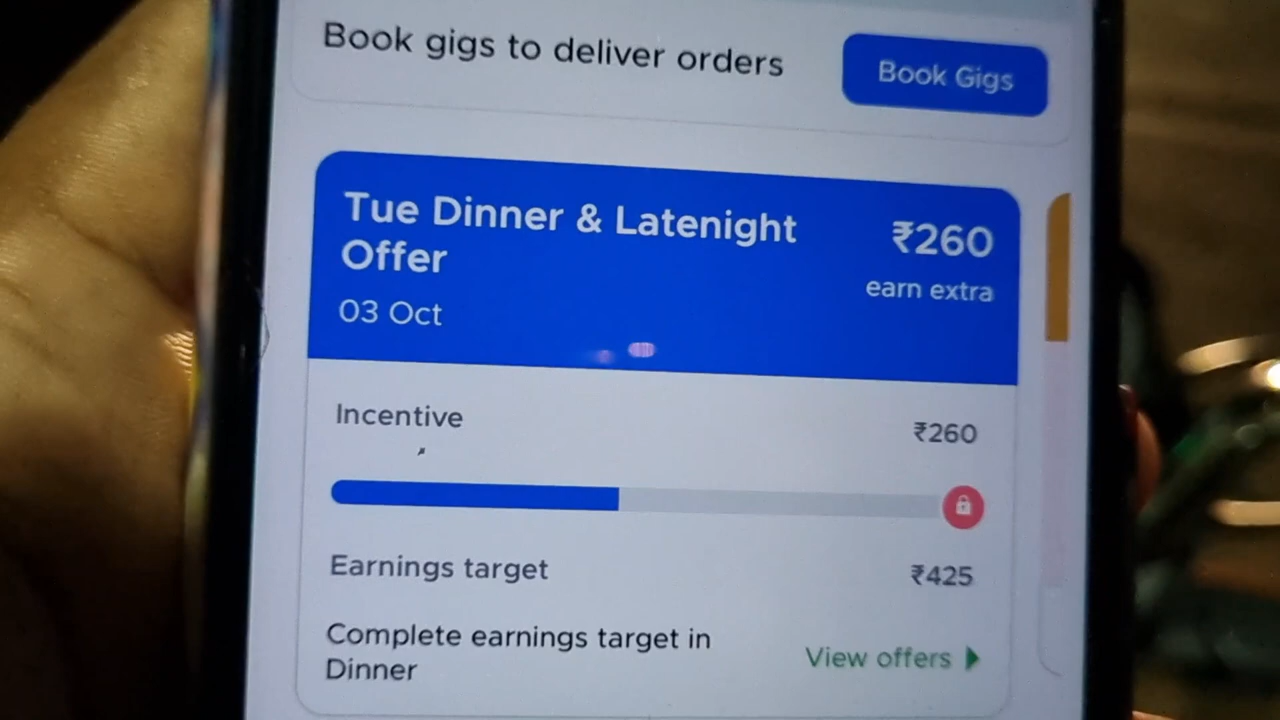 Book gigs to deliver orders
Book Gigs
Tue Dinner & Latenight
Offer
₹260
earn extra
03 Oct
Incentive
₹260
Earnings target
₹425
Complete earnings target in
Dinner
View offers